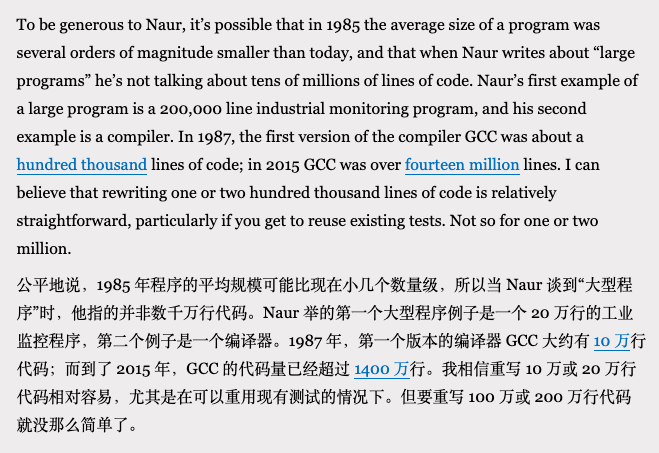 To be generous to Naur, it’s possible that in 1985 the average size of a program was
several orders of magnitude smaller than today, and that when Naur writes about “large
programs” he’s not talking about tens of millions of lines of code. Naur’s first example of
a large program is a 200,000 line industrial monitoring program, and his second
example is a compiler. In 1987, the first version of the compiler GCC was about a
hundred thousand lines of code; in 2015 GCC was over fourteen million lines. I can
believe that rewriting one or two hundred thousand lines of code is relatively
straightforward, particularly if you get to reuse existing tests. Not so for one or two
million.
公平地说，1985 年程序的平均规模可能比现在小几个数量级，所以当 Naur 谈到“大型程
序”时，他指的并非数千万行代码。Naur 举的第一个大型程序例子是一个 20 万行的工业
监控程序，第二个例子是一个编译器。1987 年，第一个版本的编译器 GCC 大约有 10 万行
代码；而到了 2015 年，GCC 的代码量已经超过 1400 万行。我相信重写 10 万或 20 万行
代码相对容易，尤其是在可以重用现有测试的情况下。但要重写 100 万或 200 万行代码
就没那么简单了。